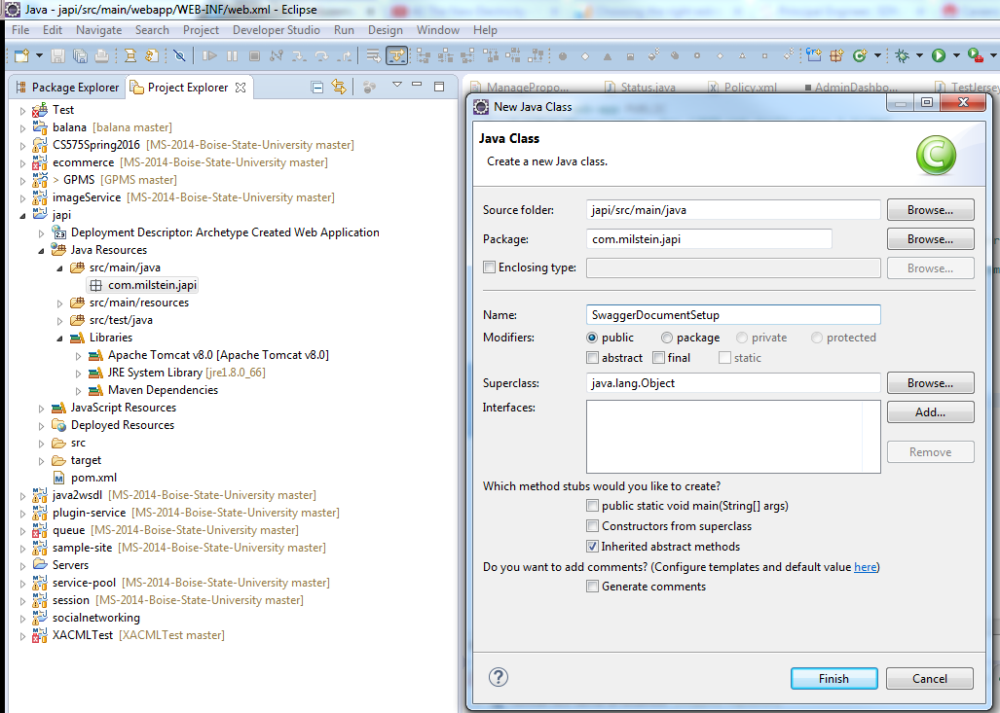 Java - japi/src/main/webapp/WEB-INF/web.xml - Eclipse
File Edit Navigate Search Project Developer Studio Run Design Window Help
Package Explorer Project Explorer
ManagePropo... Status.java Policy.xml AdminDashbo... TestJersey
Test
balana [balana master]
CS575Spring2016 [MS-2014-Boise-State-University master]
ecommerce [MS-2014-Boise-State-University master]
> GPMS [GPMS master]
imageService [MS-2014-Boise-State-University master]
japi
Deployment Descriptor: Archetype Created Web Application
Java Resources
src/main/java
com.milstein.japi
src/main/resources
src/test/java
Libraries
Apache Tomcat v8.0 [Apache Tomcat v8.0]
JRE System Library [jre1.8.0_66]
Maven Dependencies
JavaScript Resources
Deployed Resources
src
target
pom.xml
java2wsdl [MS-2014-Boise-State-University master]
plugin-service [MS-2014-Boise-State-University master]
queue [MS-2014-Boise-State-University master]
sample-site [MS-2014-Boise-State-University master]
Servers
service-pool [MS-2014-Boise-State-University master]
session [MS-2014-Boise-State-University master]
socialnetworking
XACMLTest [XACMLTest master]
New Java Class
Java Class
Create a new Java class.
Source folder: japi/src/main/java Browse...
Package: com.milstein.japi Browse...
Enclosing type: Browse...
Name: SwaggerDocumentSetup
Modifiers: public package private protected
abstract final static
Superclass: java.lang.Object Browse...
Interfaces: Add...
Remove
Which method stubs would you like to create?
public static void main(String[] args)
Constructors from superclass
Inherited abstract methods
Do you want to add comments? (Configure templates and default value here)
Generate comments
? Finish Cancel